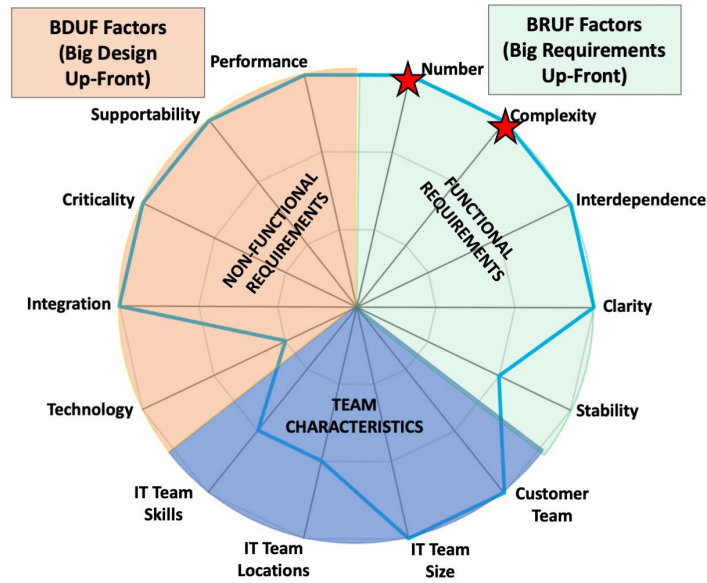 BDUF Factors
(Big Design
Up-Front)
BRUF Factors
(Big Requirements
Up-Front)
Performance
Number
Supportability
Complexity
Criticality
Interdependence
NON-FUNCTIONAL
REQUIREMENTS
FUNCTIONAL
REQUIREMENTS
Integration
Clarity
Technology
Stability
TEAM
CHARACTERISTICS
IT Team
Skills
Customer
Team
IT Team
Locations
IT Team
Size